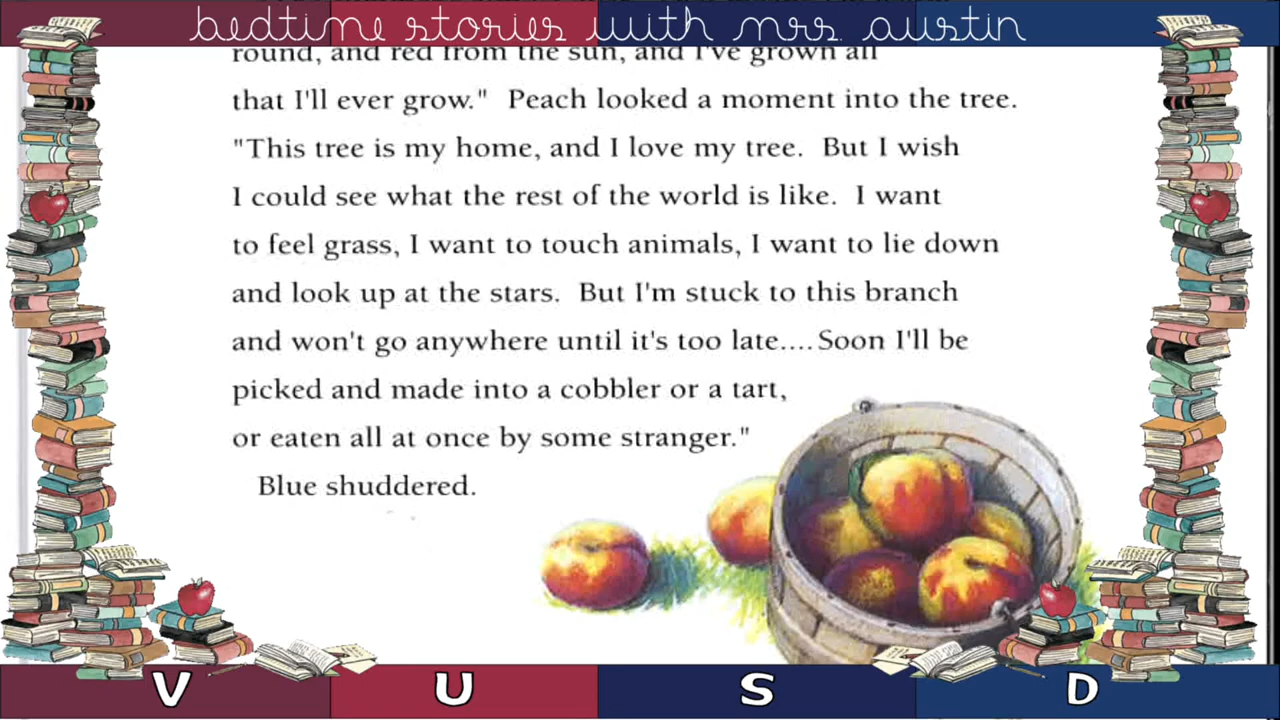 bedtime stories with mrs. austin
round, and red from the sun, and I've grown all
that I'll ever grow." Peach looked a moment into the tree.
"This tree is my home, and I love my tree. But I wish
I could see what the rest of the world is like. I want
to feel grass, I want to touch animals, I want to lie down
and look up at the stars. But I'm stuck to this branch
and won't go anywhere until it's too late.... Soon I'll be
picked and made into a cobbler or a tart,
or eaten all at once by some stranger."
Blue shuddered.
V U S D